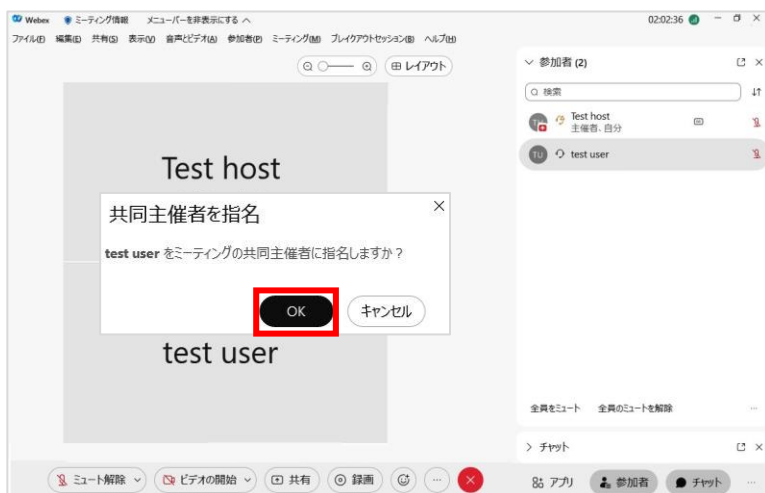 Webex ミーティング情報 メニューバーを非表示にする 02:02:36
ファイル(F) 編集(E) 共有(S) 表示(V) 音声とビデオ(A) 参加者(P) ミーティング(M) ブレイクアウトセッション(B) ヘルプ(H)
レイアウト
参加者 (2)
検索
TH Test host
主催者、自分
TU test user
Test host
共同主催者を指名
test user をミーティングの共同主催者に指名しますか？
OK キャンセル
test user
全員をミュート 全員のミュートを解除
チャット
ミュート解除 ビデオの開始 共有 録画 アプリ 参加者 チャット